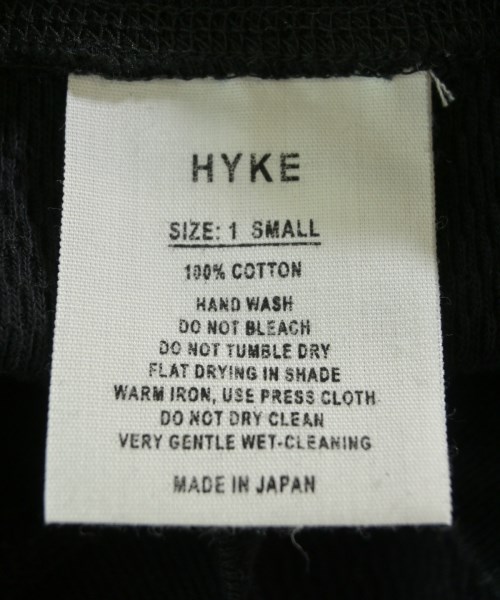 HYKE
SIZE: 1 SMALL
100% COTTON
HAND WASH
DO NOT BLEACH
DO NOT TUMBLE DRY
FLAT DRYING IN SHADE
WARM IRON, USE PRESS CLOTH
DO NOT DRY CLEAN
VERY GENTLE WET-CLEANING
MADE IN JAPAN